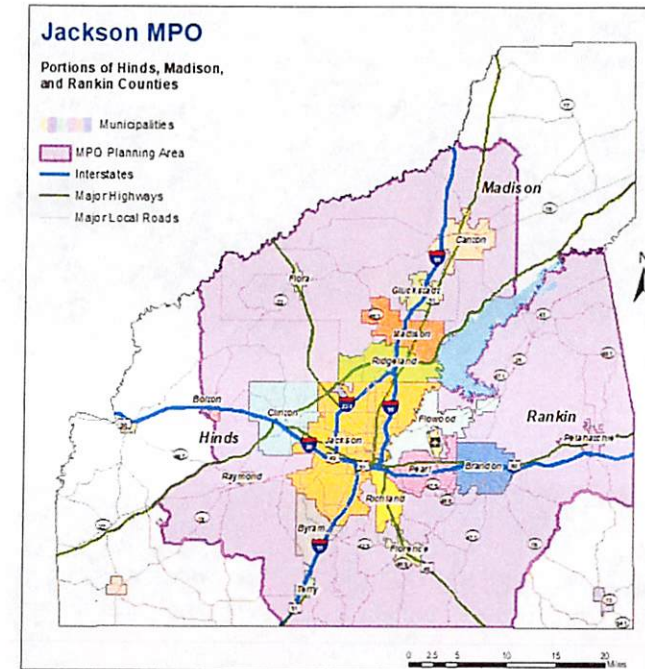 Jackson MPO
Portions of Hinds, Madison,
and Rankin Counties
Municipalities
MPO Planning Area
Interstates
Major Highways
Major Local Roads
Madison
Canton
Gluckstadt
Flora
Madison
Ridgeland
N
Bolton
Clinton
Flowood
Rankin
Hinds
Jackson
Pelahatchie
Pearl
Brandon
Raymond
Richland
Byram
Florence
Terry
0 2.5 5 10 15 20
Miles